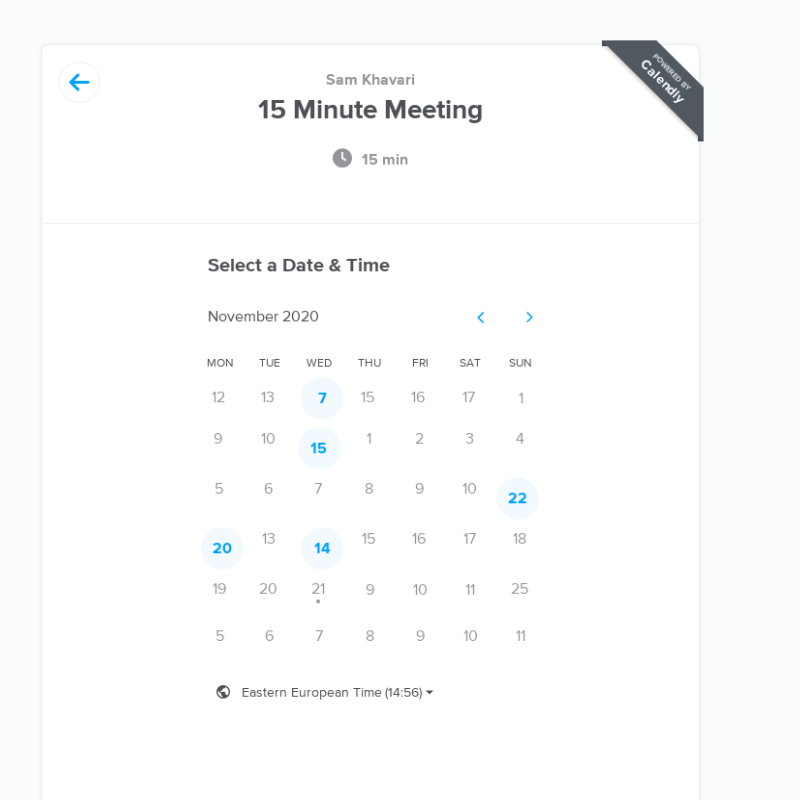 POWERED BY
Calendly
Sam Khavari
15 Minute Meeting
15 min
Select a Date & Time
November 2020
MON TUE WED THU FRI SAT SUN
12 13 7 15 16 17 1
9 10 15 1 2 3 4
5 6 7 8 9 10 22
20 13 14 15 16 17 18
19 20 21 9 10 11 25
5 6 7 8 9 10 11
Eastern European Time (14:56)